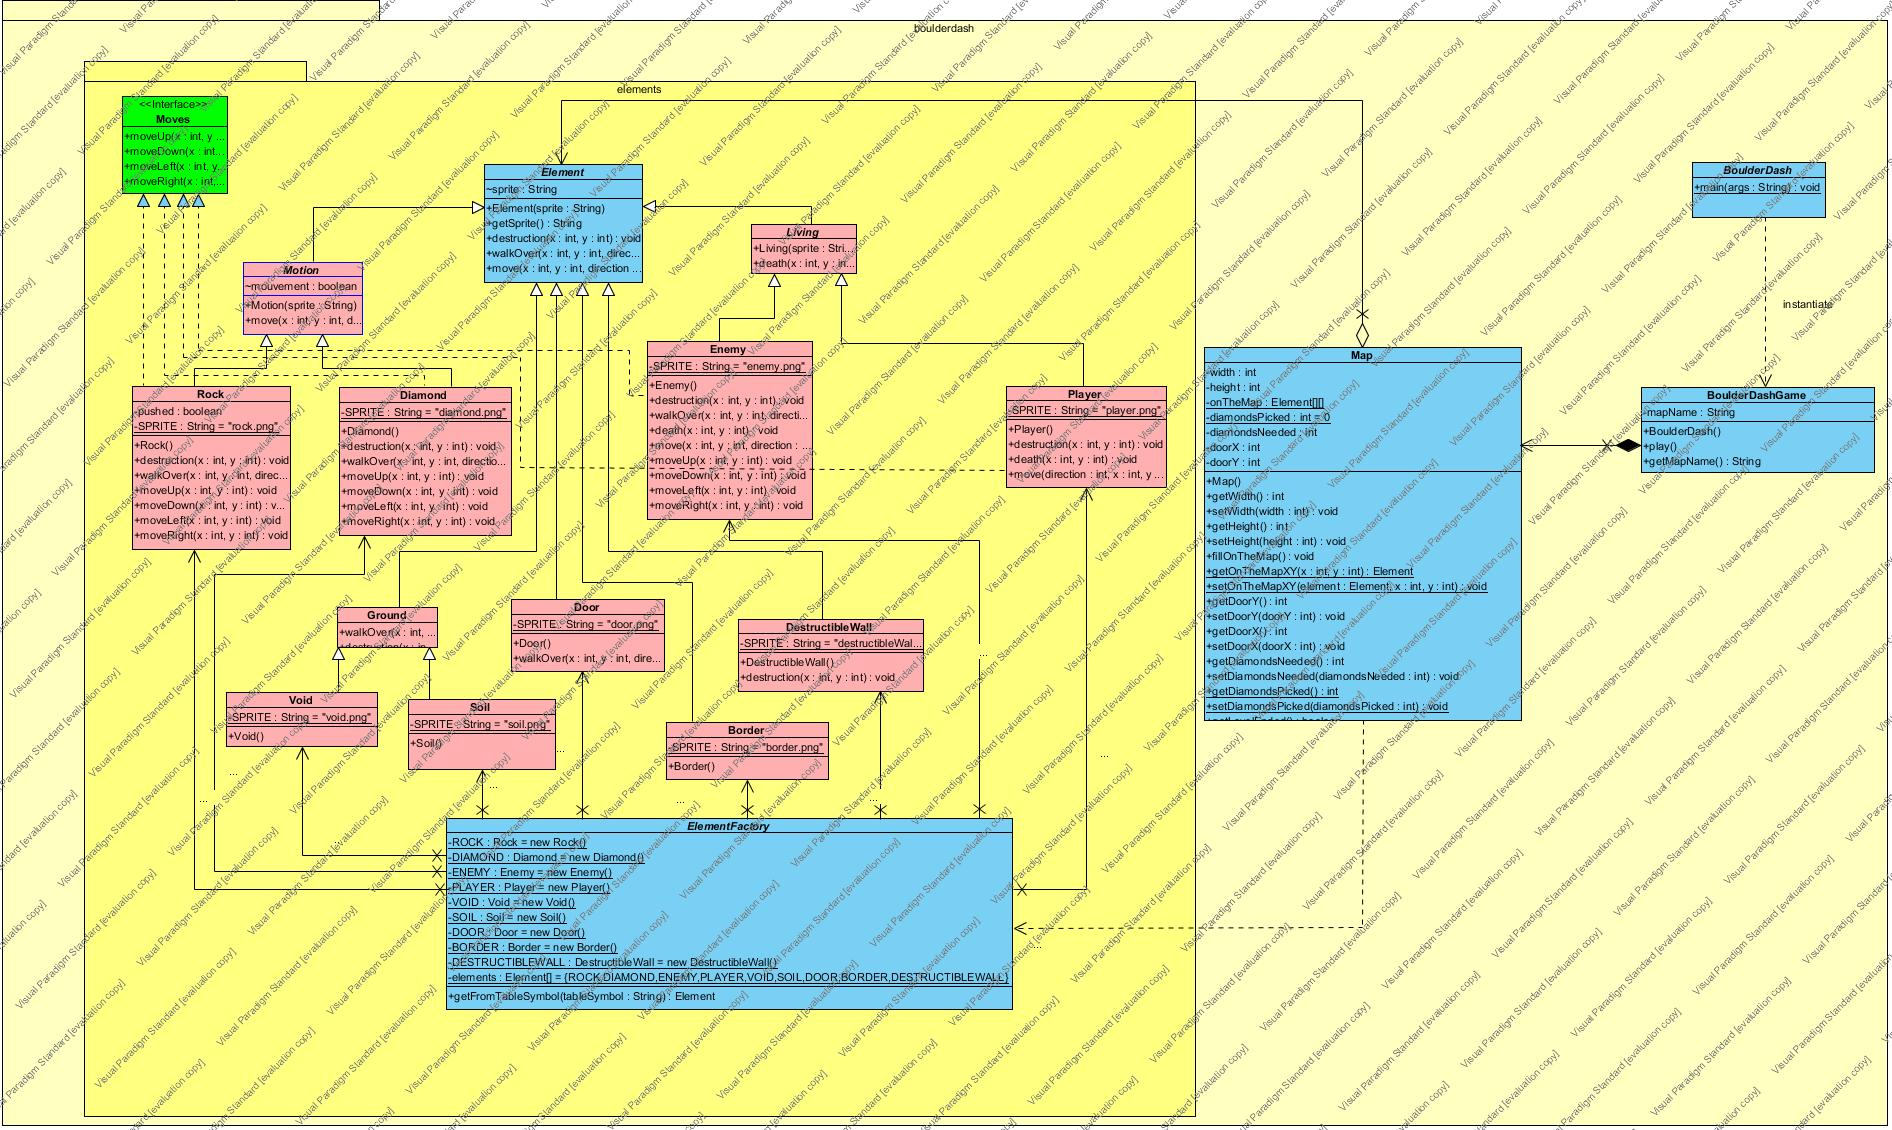 boulderdash
elements
<<Interface>>
Moves
+moveUp(x : int, y ...
+moveDown(x : int...
+moveLeft(x : int, y...
+moveRight(x : int,...
Element
~sprite : String
+Element(sprite : String)
+getSprite() : String
+destruction(x : int, y : int) : void
+walkOver(x : int, y : int, direc...
+move(x : int, y : int, direction ...
Living
+Living(sprite : Stri...
+death(x : int, y : in...
Motion
~mouvement : boolean
+Motion(sprite : String)
+move(x : int, y : int, d...
BoulderDash
+main(args : String) : void
instantiate
Rock
-pushed : boolean
-SPRITE : String = "rock.png"
+Rock()
+destruction(x : int, y : int) : void
+walkOver(x : int, y : int, direc...
+moveUp(x : int, y : int) : void
+moveDown(x : int, y : int) : v...
+moveLeft(x : int, y : int) : void
+moveRight(x : int, y : int) : void
Diamond
-SPRITE : String = "diamond.png"
+Diamond()
+destruction(x : int, y : int) : void
+walkOver(x : int, y : int, directio...
+moveUp(x : int, y : int) : void
+moveDown(x : int, y : int) : void
+moveLeft(x : int, y : int) : void
+moveRight(x : int, y : int) : void
Enemy
-SPRITE : String = "enemy.png"
+Enemy()
+destruction(x : int, y : int) : void
+walkOver(x : int, y : int, directi...
+death(x : int, y : int) : void
+move(x : int, y : int, direction : ...
+moveUp(x : int, y : int) : void
+moveDown(x : int, y : int) : void
+moveLeft(x : int, y : int) : void
+moveRight(x : int, y : int) : void
Player
-SPRITE : String = "player.png"
+Player()
+destruction(x : int, y : int) : void
+death(x : int, y : int) : void
+move(direction : int, x : int, y ...
Map
-width : int
-height : int
-onTheMap : Element[][]
-diamondsPicked : int = 0
-diamondsNeeded : int
-doorX : int
-doorY : int
+Map()
+getWidth() : int
+setWidth(width : int) : void
+getHeight() : int
+setHeight(height : int) : void
+fillOnTheMap() : void
+getOnTheMapXY(x : int, y : int) : Element
+setOnTheMapXY(element : Element, x : int, y : int) : void
+getDoorY() : int
+setDoorY(doorY : int) : void
+getDoorX() : int
+setDoorX(doorX : int) : void
+getDiamondsNeeded() : int
+setDiamondsNeeded(diamondsNeeded : int) : void
+getDiamondsPicked() : int
+setDiamondsPicked(diamondsPicked : int) : void
BoulderDashGame
-mapName : String
+BoulderDash()
+play()
+getMapName() : String
Ground
+walkOver(x : int, ...
Door
-SPRITE : String = "door.png"
+Door()
+walkOver(x : int, y : int, dire...
DestructibleWall
-SPRITE : String = "destructibleWal...
+DestructibleWall()
+destruction(x : int, y : int) : void
Void
-SPRITE : String = "void.png"
+Void()
Soil
-SPRITE : String = "soil.png"
+Soil()
Border
-SPRITE : String = "border.png"
+Border()
ElementFactory
-ROCK : Rock = new Rock()
-DIAMOND : Diamond = new Diamond()
-ENEMY : Enemy = new Enemy()
-PLAYER : Player = new Player()
-VOID : Void = new Void()
-SOIL : Soil = new Soil()
-DOOR : Door = new Door()
-BORDER : Border = new Border()
-DESTRUCTIBLEWALL : DestructibleWall = new DestructibleWall()
-elements : Element[] = {ROCK,DIAMOND,ENEMY,PLAYER,VOID,SOIL,DOOR,BORDER,DESTRUCTIBLEWALL}
+getFromTableSymbol(tableSymbol : String) : Element
Visual Paradigm Standard [evaluation copy]